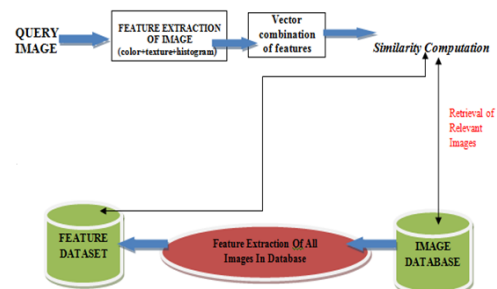 QUERY
IMAGE
FEATURE EXTRACTION
OF IMAGE
(color+texture+histogram)
Vector
combination
of features
Similarity Computation
Retrieval of
Relevant
Images
FEATURE
DATASET
Feature Extraction Of All
Images In Database
IMAGE
DATABASE